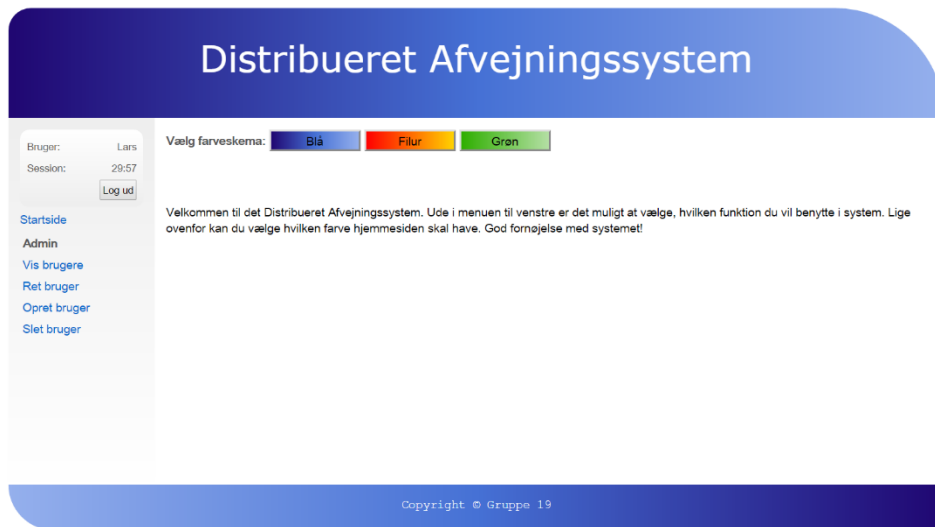 Distribueret Afvejningssystem
Bruger: Lars
Session: 29:57
Log ud
Startside
Admin
Vis brugere
Ret bruger
Opret bruger
Slet bruger
Vælg farveskema: Blå Filur Grøn
Velkommen til det Distribueret Afvejningssystem. Ude i menuen til venstre er det muligt at vælge, hvilken funktion du vil benytte i system. Lige
ovenfor kan du vælge hvilken farve hjemmesiden skal have. God fornøjelse med systemet!
Copyright © Gruppe 19